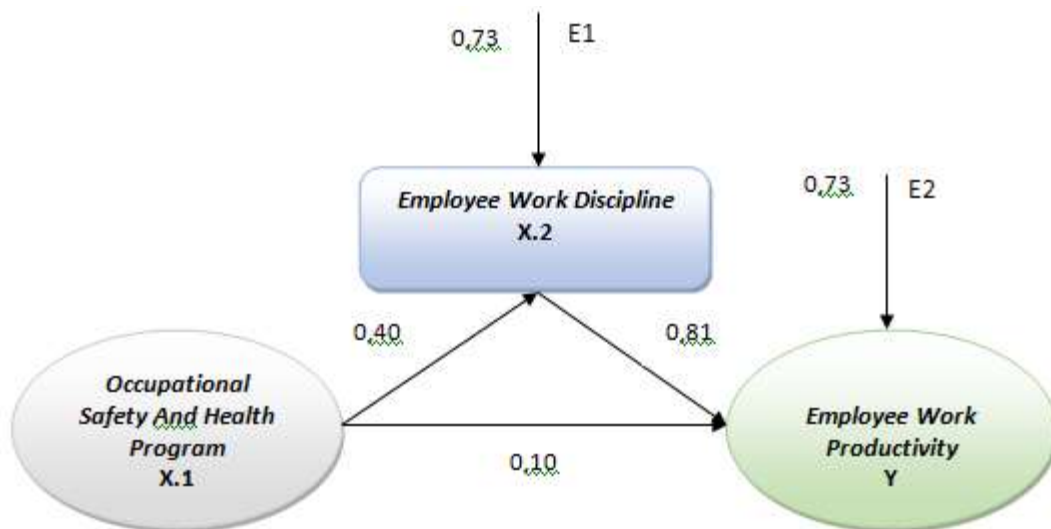 0,73
E1
Employee Work Discipline
X.2
0,73
E2
0,40
0,81
Occupational
Safety And Health
Program
X.1
Employee Work
Productivity
Y
0,10